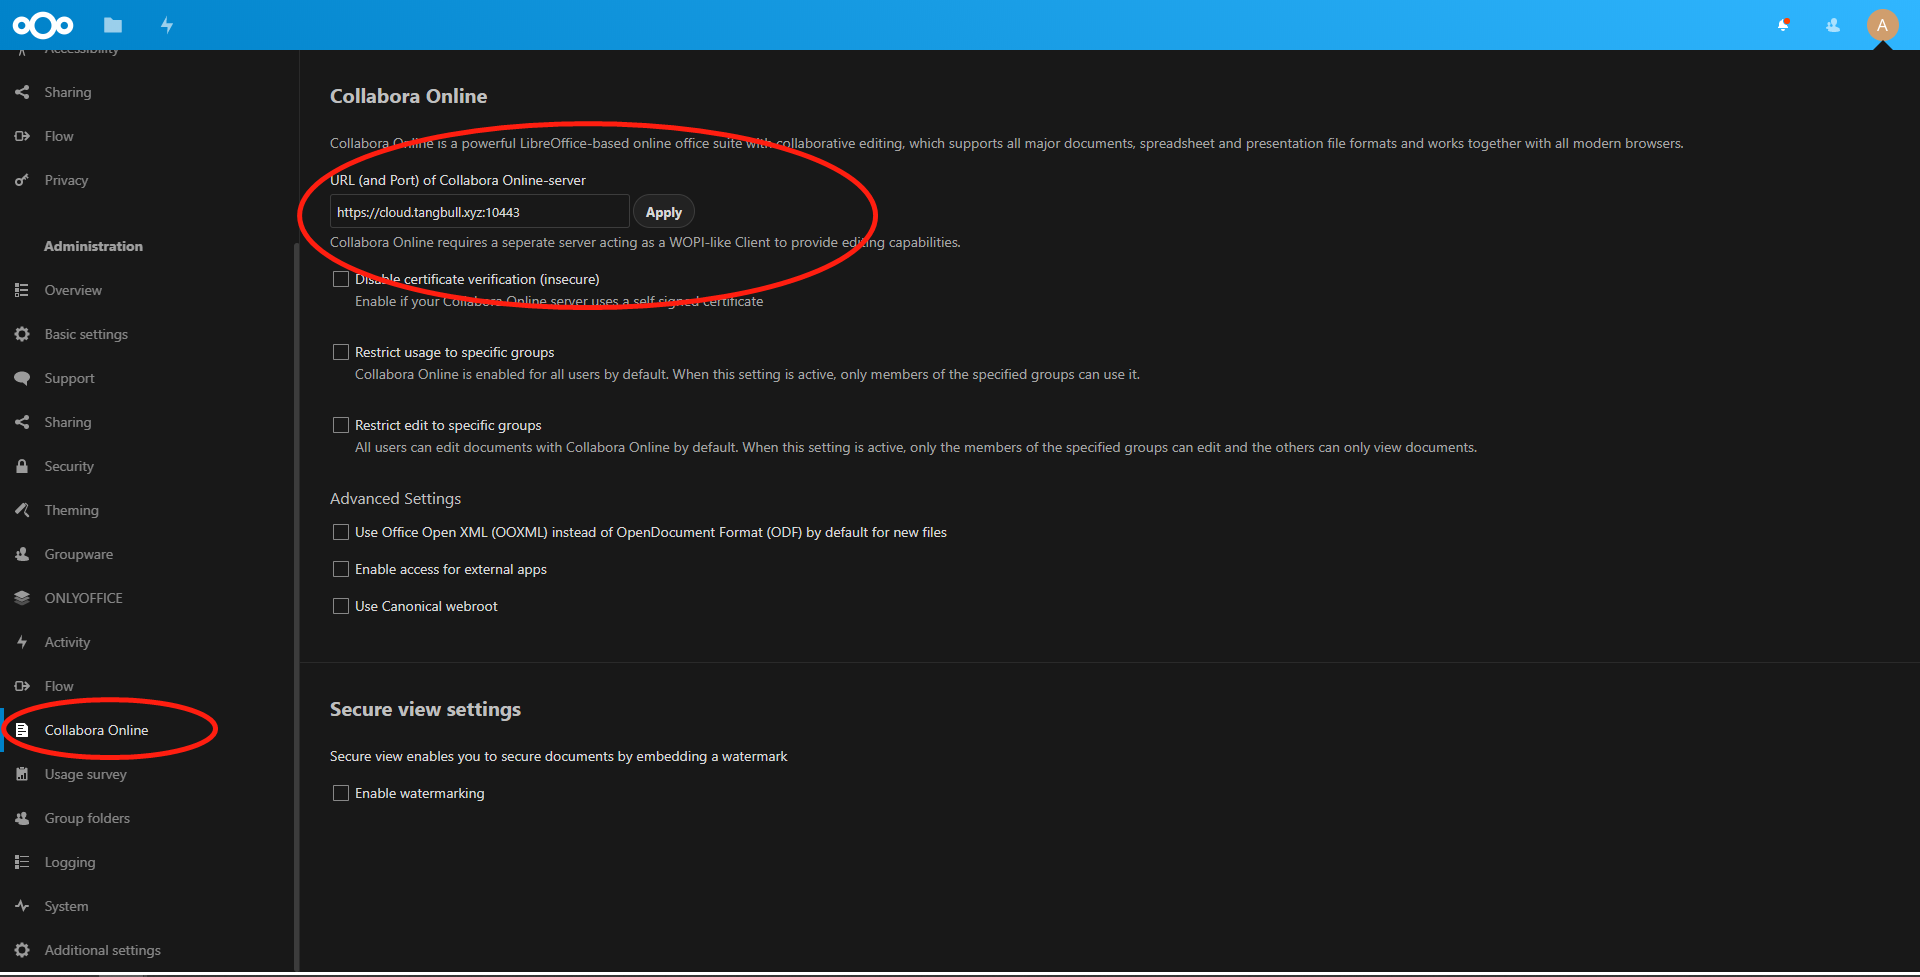 A
Accessibility
Sharing
Flow
Privacy
Administration
Overview
Basic settings
Support
Sharing
Security
Theming
Groupware
ONLYOFFICE
Activity
Flow
Collabora Online
Usage survey
Group folders
Logging
System
Additional settings
Collabora Online
Collabora Online is a powerful LibreOffice-based online office suite with collaborative editing, which supports all major documents, spreadsheet and presentation file formats and works together with all modern browsers.
URL (and Port) of Collabora Online-server
https://cloud.tangbull.xyz:10443
Apply
Collabora Online requires a seperate server acting as a WOPI-like Client to provide editing capabilities.
Disable certificate verification (insecure)
Enable if your Collabora Online server uses a self signed certificate
Restrict usage to specific groups
Collabora Online is enabled for all users by default. When this setting is active, only members of the specified groups can use it.
Restrict edit to specific groups
All users can edit documents with Collabora Online by default. When this setting is active, only the members of the specified groups can edit and the others can only view documents.
Advanced Settings
Use Office Open XML (OOXML) instead of OpenDocument Format (ODF) by default for new files
Enable access for external apps
Use Canonical webroot
Secure view settings
Secure view enables you to secure documents by embedding a watermark
Enable watermarking